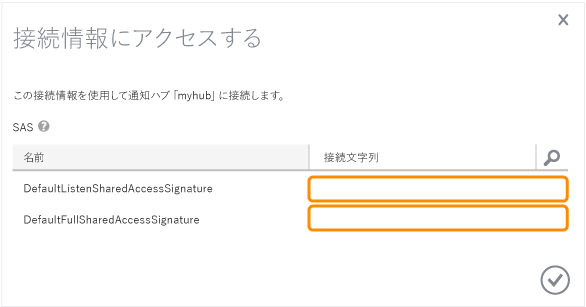 接続情報にアクセスする
この接続情報を使用して通知ハブ「myhub」に接続します。
SAS
名前 接続文字列
DefaultListenSharedAccessSignature
DefaultFullSharedAccessSignature